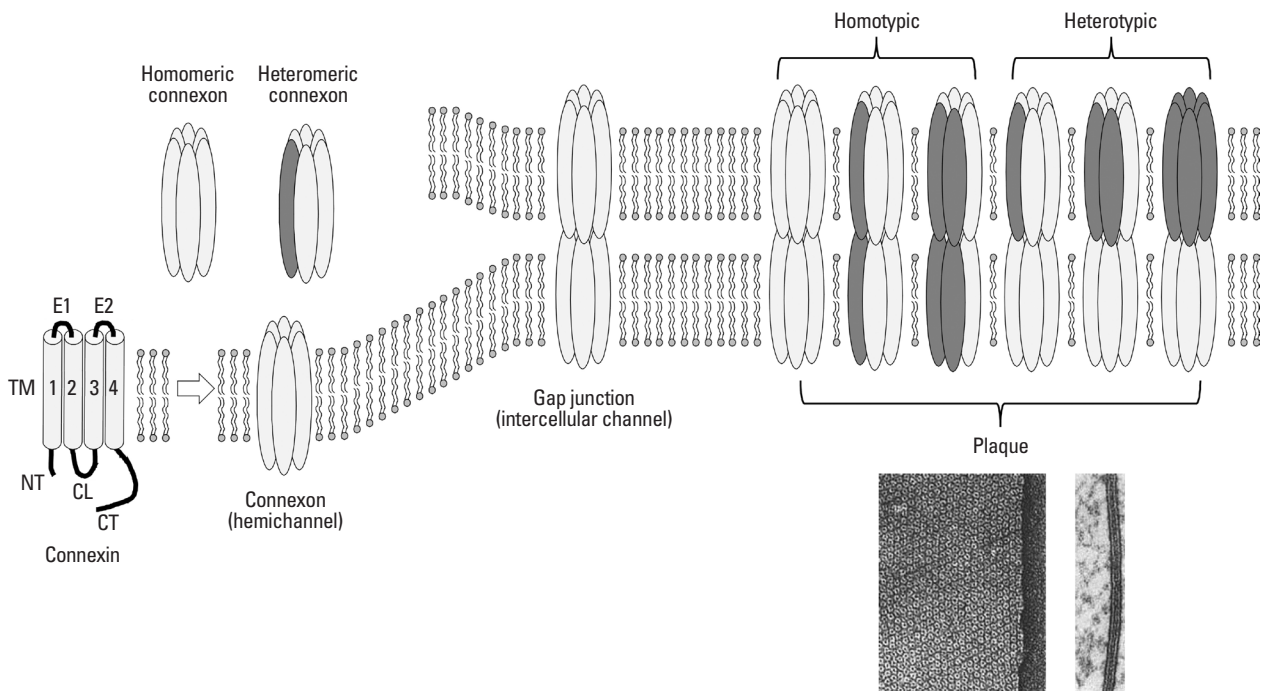 Homotypic
Heterotypic
Homomeric
connexon
Heteromeric
connexon
E1
E2
TM
1
2
3
4
NT
CL
CT
Connexin
Connexon
(hemichannel)
Gap junction
(intercellular channel)
Plaque